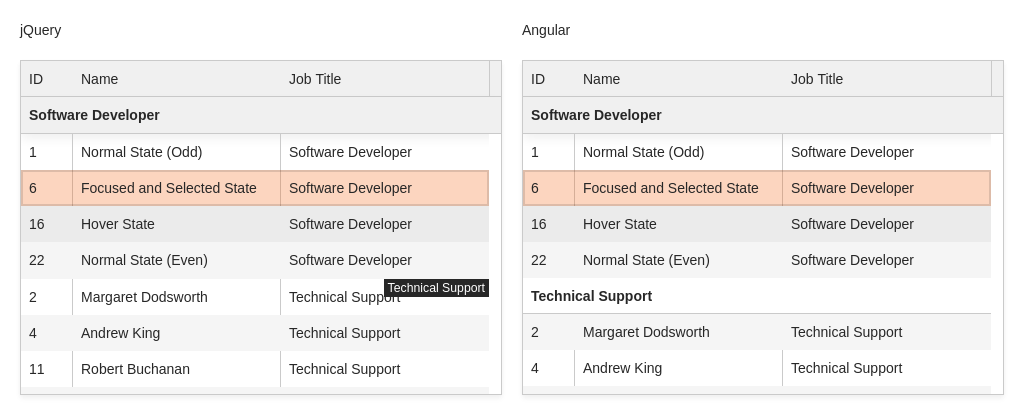 jQuery
ID Name Job Title
Software Developer
1 Normal State (Odd) Software Developer
6 Focused and Selected State Software Developer
16 Hover State Software Developer
22 Normal State (Even) Software Developer
Technical Support
2 Margaret Dodsworth Technical Support
4 Andrew King Technical Support
11 Robert Buchanan Technical Support
Angular
ID Name Job Title
Software Developer
1 Normal State (Odd) Software Developer
6 Focused and Selected State Software Developer
16 Hover State Software Developer
22 Normal State (Even) Software Developer
Technical Support
2 Margaret Dodsworth Technical Support
4 Andrew King Technical Support